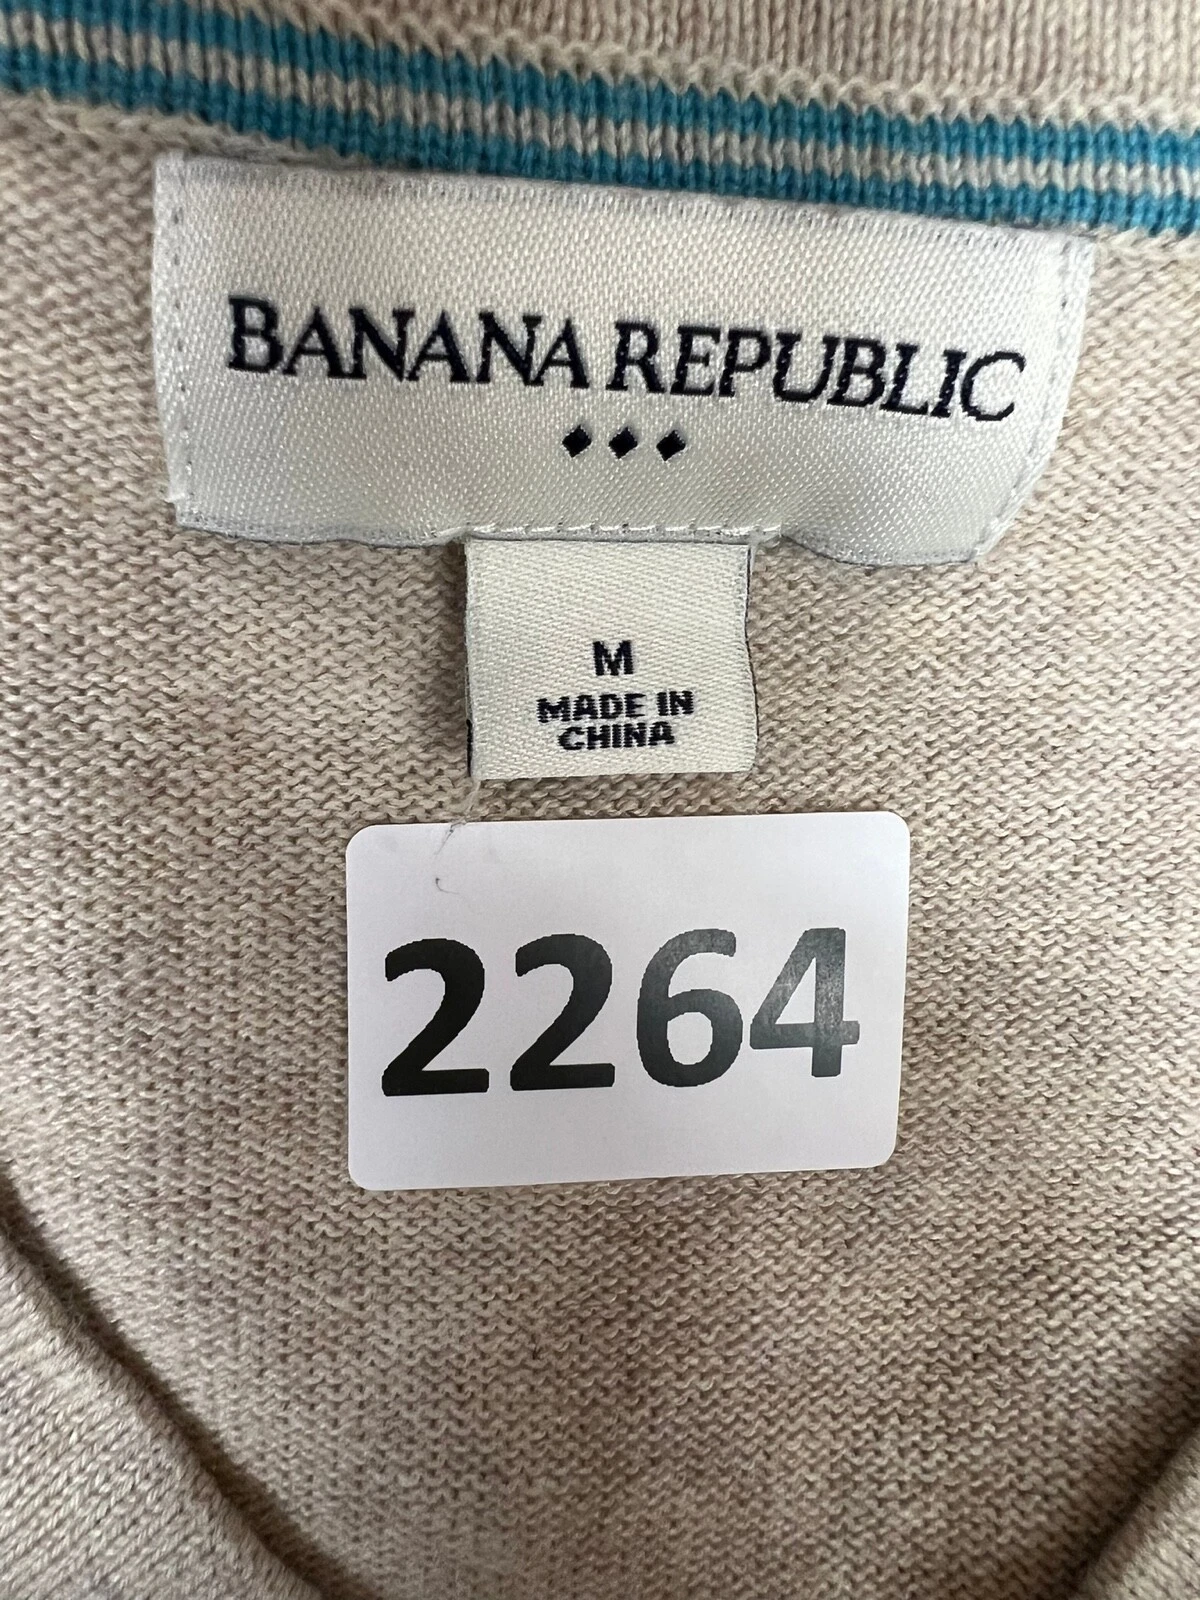 BANANA REPUBLIC
M
MADE IN
CHINA
2264